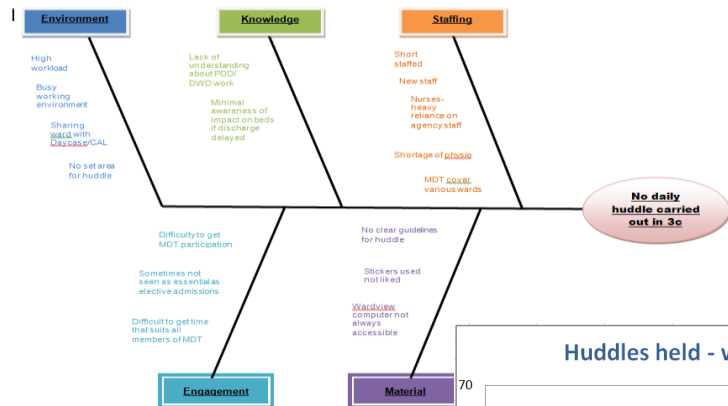 I
Environment
Knowledge
Staffing
High
workload
Busy
working
environment
Sharing
ward with
Daycase/CAL
No set area
for huddle
Lack of
understanding
about PDD/
DWD work
Minimal
awareness of
impact on beds
if discharge
delayed
Short
staffed
New staff
Nurses-
heavy
reliance on
agency staff
Shortage of physio
MDT cover
various wards
No daily
huddle carried
out in 3c
Difficulty to get
MDT participation
Sometimes not
seen as essential as
elective admissions
Difficult to get time
that suits all
members of MDT
No clear guidelines
for huddle
Stickers used
not liked
Wardview
computer not
always
accessible
Engagement
Material
Huddles held - w
70